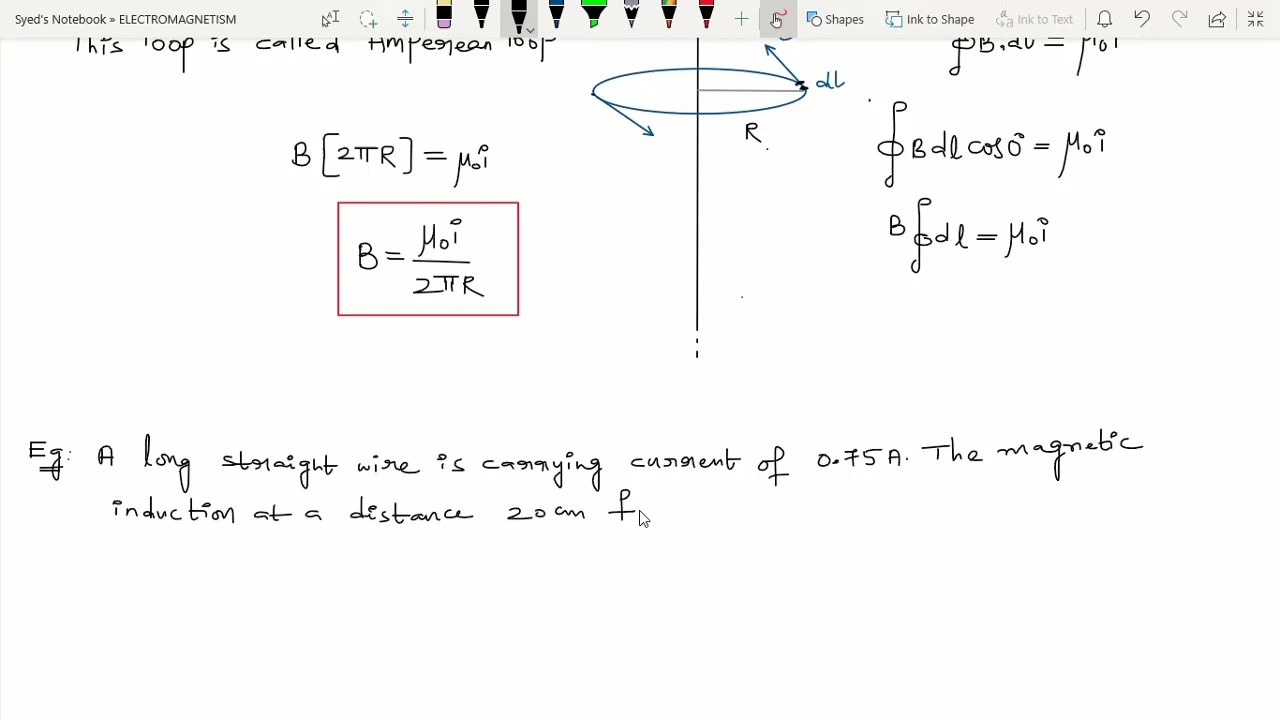 Syed's Notebook » ELECTROMAGNETISM
Shapes
Ink to Shape
Ink to Text
This loop is called Amperean loop
∮B.dl = μ₀i
dl
R
∮B dl cos0° = μ₀i
B∮dl = μ₀i
B[2πR] = μ₀i
B = μ₀i / 2πR
Eg: A long straight wire is carrying current of 0.75A. The magnetic
induction at a distance 20cm f